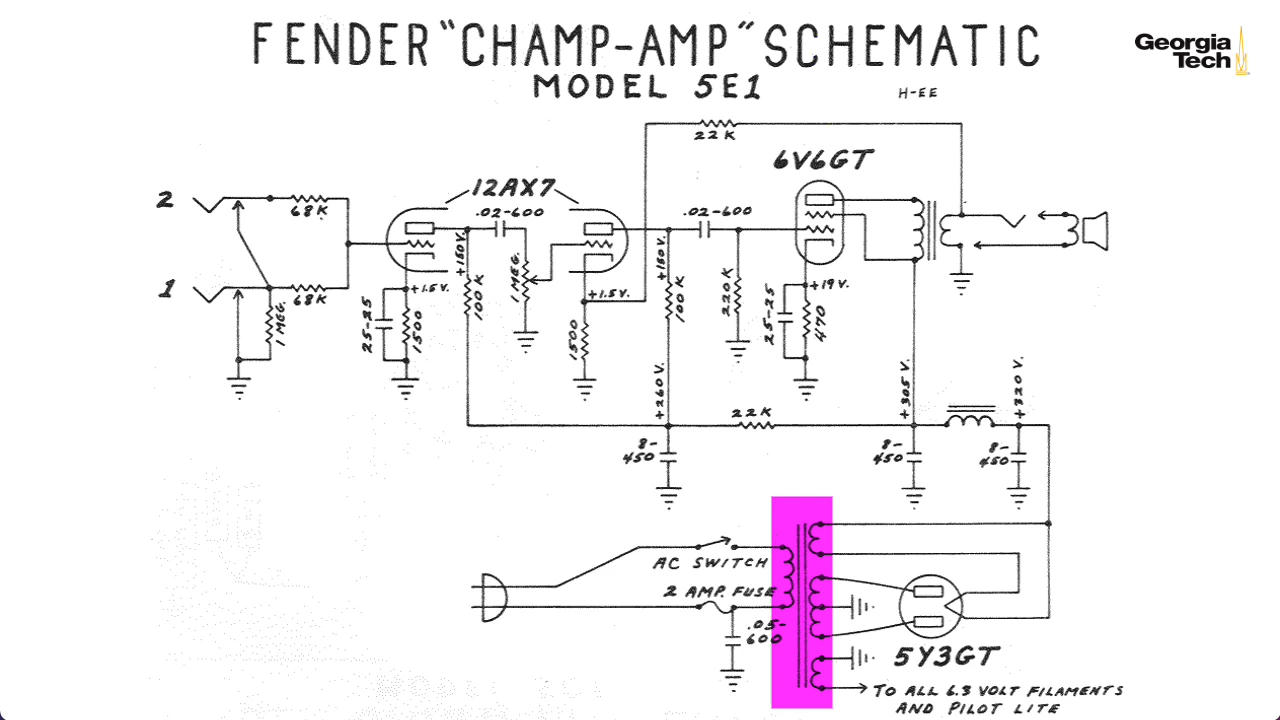 FENDER "CHAMP-AMP" SCHEMATIC
MODEL 5E1
H-EE
Georgia
Tech
22 K
6V6GT
12AX7
2
68 K
.02-600
.02-600
+150V.
+150V.
1
68K
1 MEG.
25-25
+1.5V.
1500
100 K
1 MEG.
+1.5V.
1500
100 K
220 K
25-25
+19V.
470
+260 V.
22 K
+305 V.
+320 V.
8-
450
8-
450
8-
450
AC SWITCH
2 AMP. FUSE
.05-
600
5Y3GT
TO ALL 6.3 VOLT FILAMENTS
AND PILOT LITE